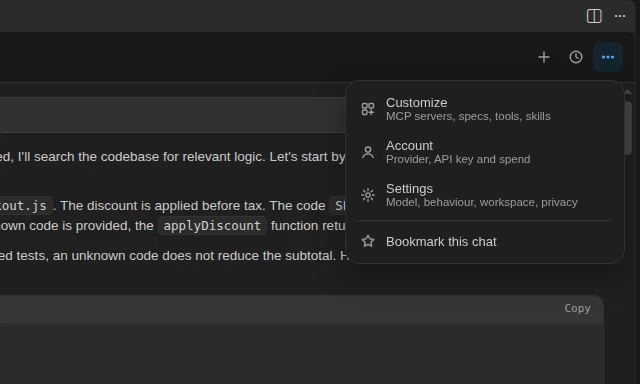 Customize
MCP servers, specs, tools, skills
Account
Provider, API key and spend
Settings
Model, behaviour, workspace, privacy
Bookmark this chat
ed, I'll search the codebase for relevant logic. Let's start by
out.js. The discount is applied before tax. The code
own code is provided, the applyDiscount function retu
ed tests, an unknown code does not reduce the subtotal.
Copy